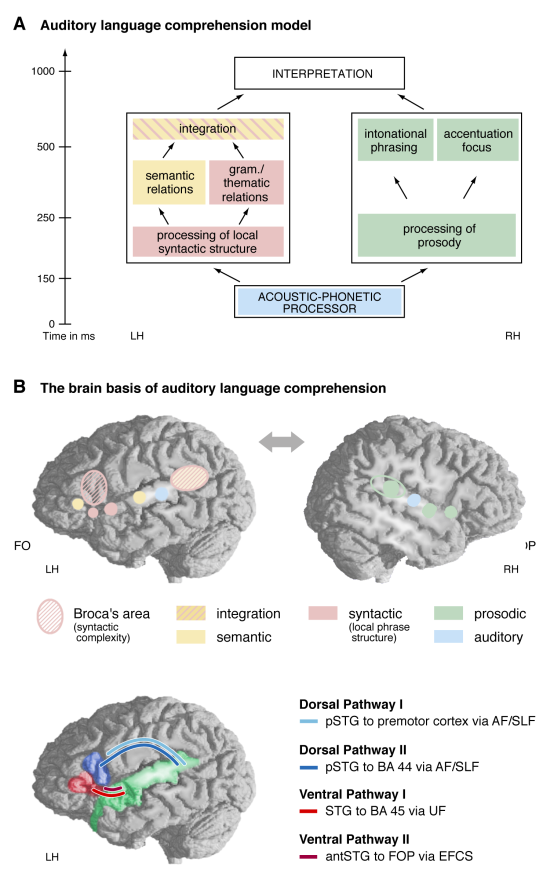 A Auditory language comprehension model
1000
500
250
150
0
Time in ms
INTERPRETATION
integration
semantic
relations
gram./
thematic
relations
processing of local
syntactic structure
intonational
phrasing
accentuation
focus
processing of
prosody
ACOUSTIC-PHONETIC
PROCESSOR
LH
RH
B The brain basis of auditory language comprehension
FO
OP
LH
RH
Broca's area
(syntactic
complexity)
integration
semantic
syntactic
(local phrase
structure)
prosodic
auditory
Dorsal Pathway I
pSTG to premotor cortex via AF/SLF
Dorsal Pathway II
pSTG to BA 44 via AF/SLF
Ventral Pathway I
STG to BA 45 via UF
Ventral Pathway II
antSTG to FOP via EFCS
LH